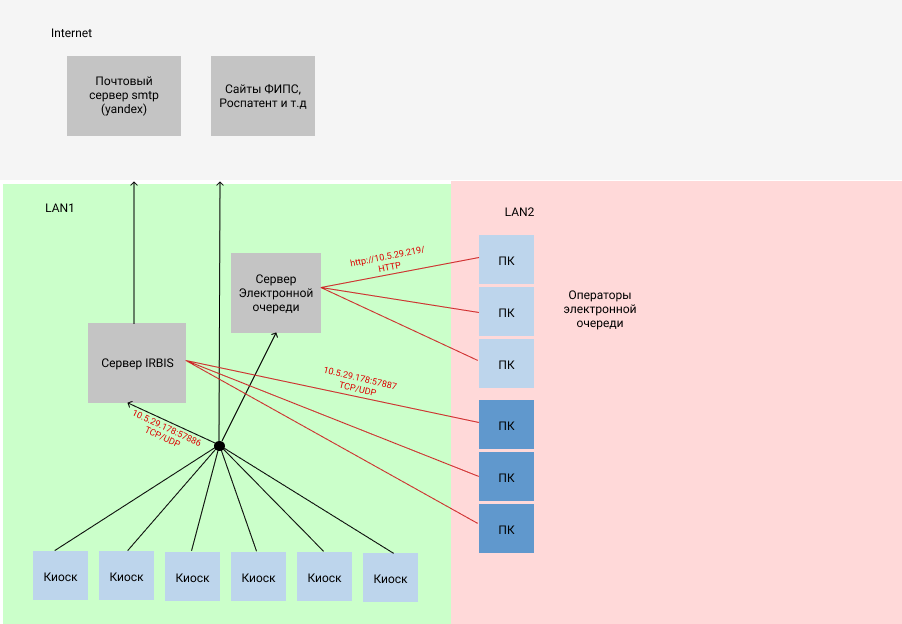 Internet
Почтовый
сервер smtp
(yandex)
Сайты ФИПС,
Роспатент и т.д
LAN1
LAN2
Сервер
Электронной
очереди
http://10.5.29.219/
HTTP
ПК
ПК
ПК
Операторы
электронной
очереди
Сервер IRBIS
10.5.29.178:57887
TCP/UDP
10.5.29.178:57886
TCP/UDP
ПК
ПК
ПК
Киоск
Киоск
Киоск
Киоск
Киоск
Киоск